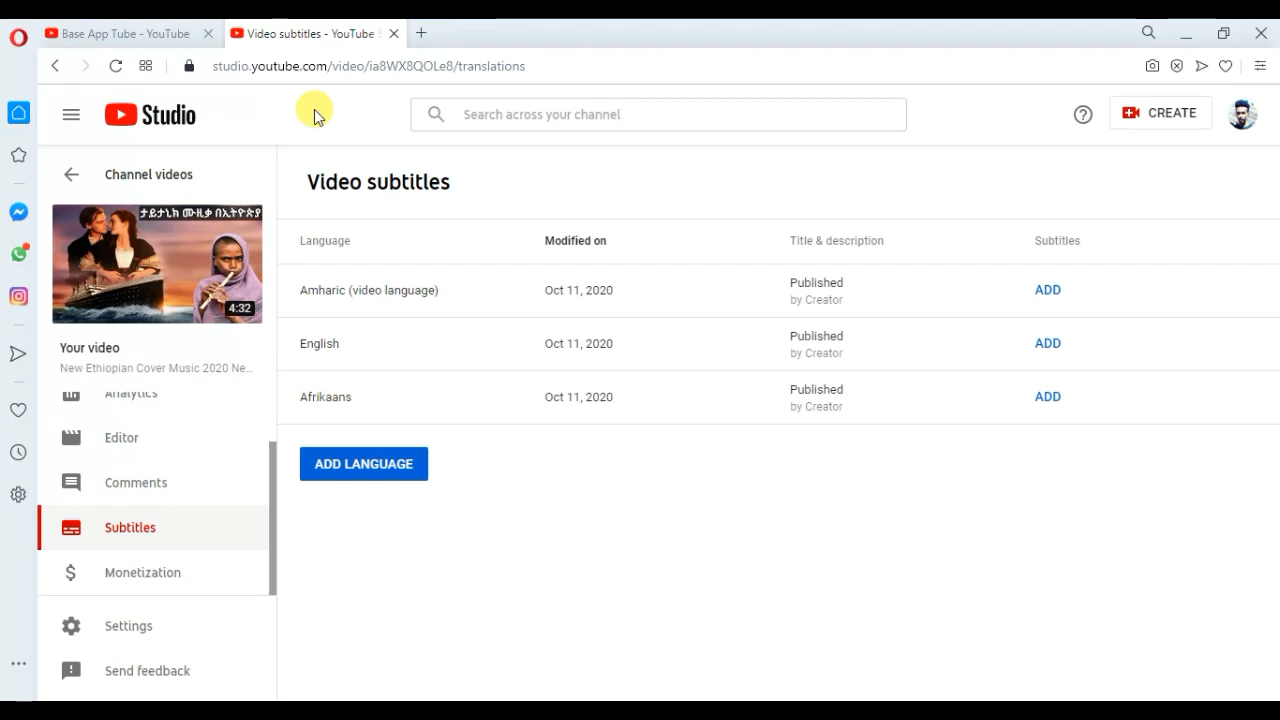 Base App Tube - YouTube
Video subtitles - YouTube S
studio.youtube.com/video/ia8WX8QOLe8/translations
Studio
Search across your channel
CREATE
Channel videos
ታይታኒክ ሙዚቃ በኢትዮጵያ
4:32
Your video
New Ethiopian Cover Music 2020 Ne...
Analytics
Editor
Comments
Subtitles
Monetization
Settings
Send feedback
Video subtitles
Language Modified on Title & description Subtitles
Amharic (video language) Oct 11, 2020 Published by Creator ADD
English Oct 11, 2020 Published by Creator ADD
Afrikaans Oct 11, 2020 Published by Creator ADD
ADD LANGUAGE